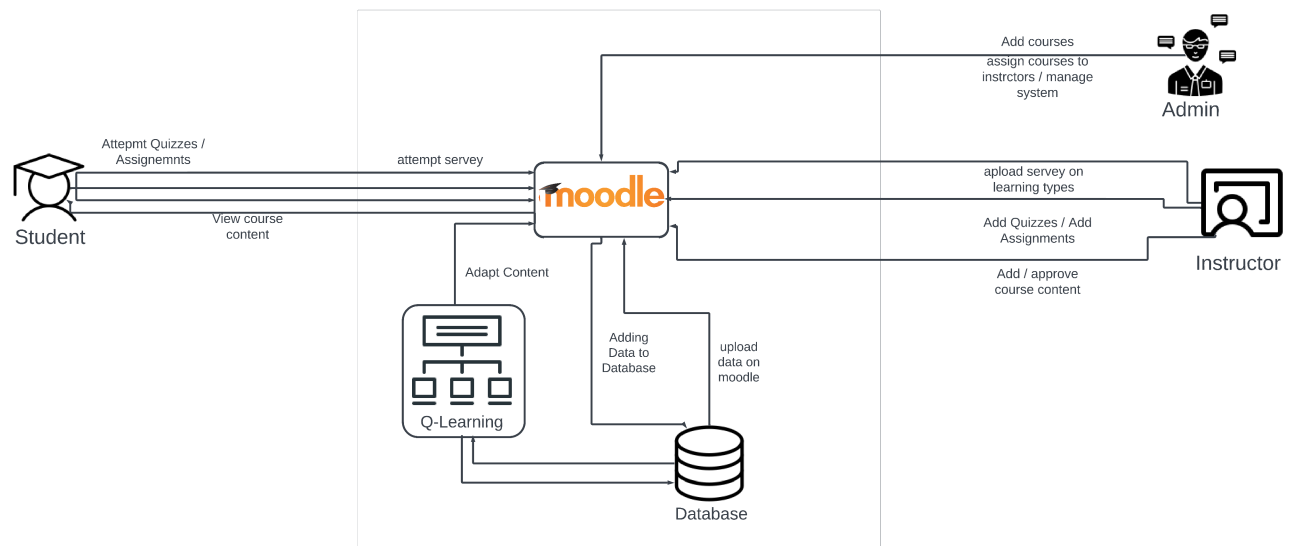 Add courses
assign courses to
instrctors / manage
system
Admin
Attepmt Quizzes /
Assignemnts
attempt servey
moodle
apload servey on
learning types
Student
View course
content
Add Quizzes / Add
Assignments
Instructor
Adapt Content
Add / approve
course content
Adding
Data to
Database
upload
data on
moodle
Q-Learning
Database